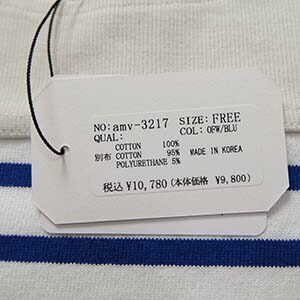 NO: amv-3217 SIZE: FREE
QUAL: COL: OFW/BLU
COTTON 100%
別布 COTTON 95% MADE IN KOREA
POLYURETHANE 5%
税込 ¥10,780 (本体価格 ¥9,800)